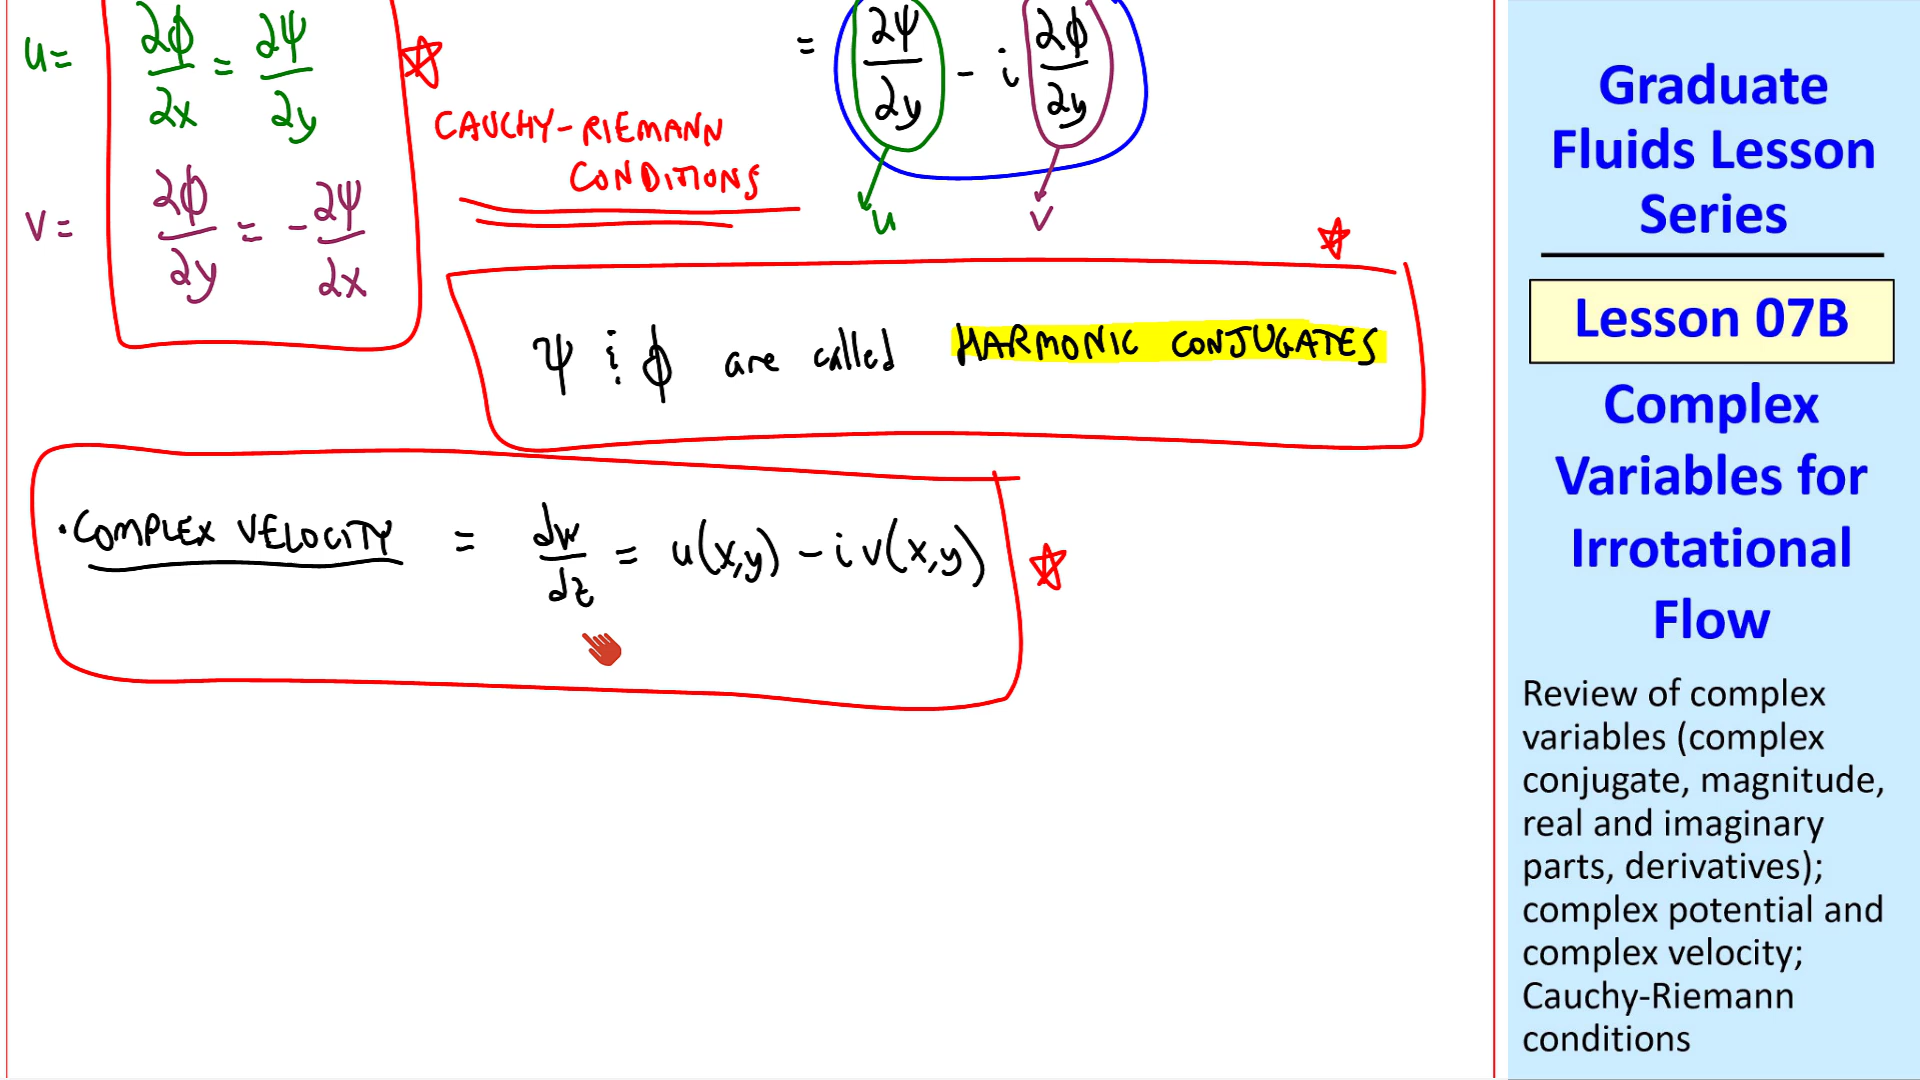 u = ∂φ/∂x = ∂ψ/∂y
= ∂ψ/∂y - i ∂φ/∂y
CAUCHY-RIEMANN
CONDITIONS
v = ∂φ/∂y = -∂ψ/∂x
u v
ψ & φ are called HARMONIC CONJUGATES
· COMPLEX VELOCITY = dw/dz = u(x,y) - i v(x,y)
Graduate
Fluids Lesson
Series
Lesson 07B
Complex
Variables for
Irrotational
Flow
Review of complex
variables (complex
conjugate, magnitude,
real and imaginary
parts, derivatives);
complex potential and
complex velocity;
Cauchy-Riemann
conditions